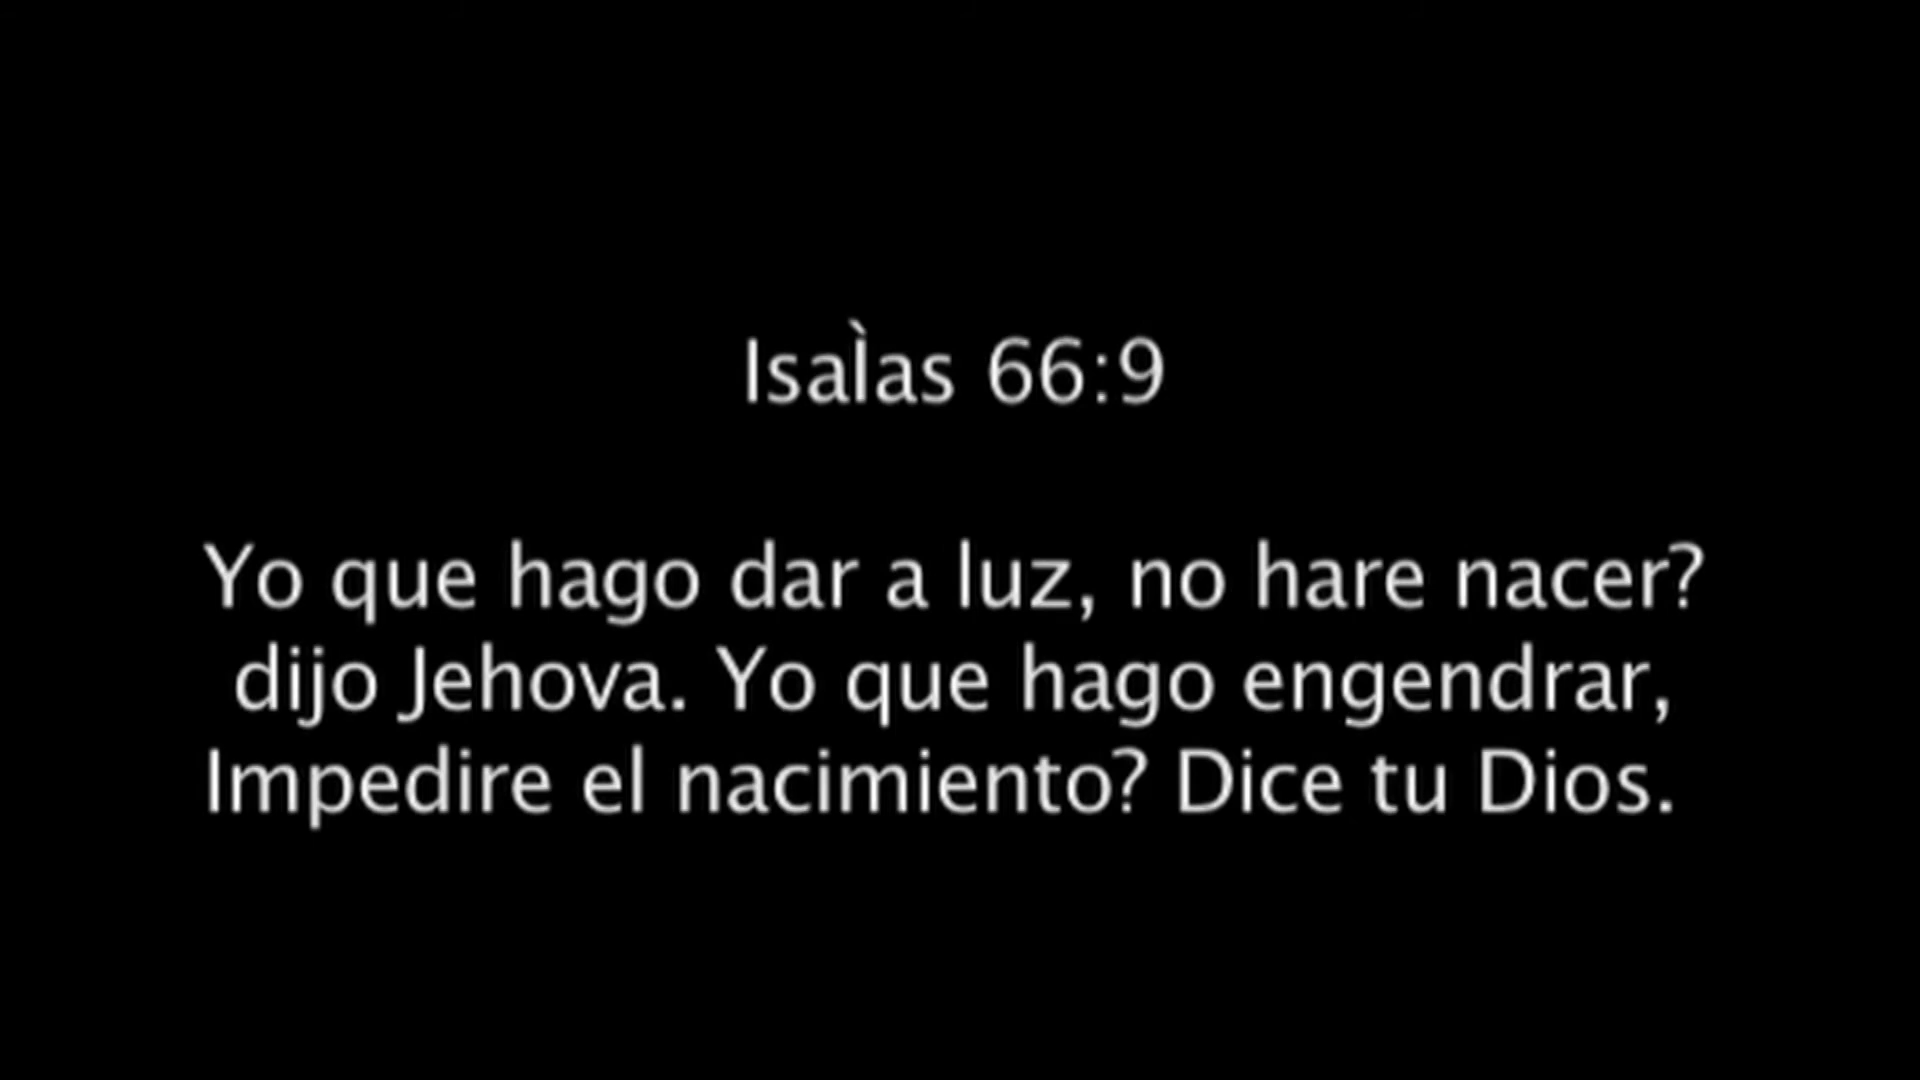 IsaÌas 66:9
Yo que hago dar a luz, no hare nacer?
dijo Jehova. Yo que hago engendrar,
Impedire el nacimiento? Dice tu Dios.